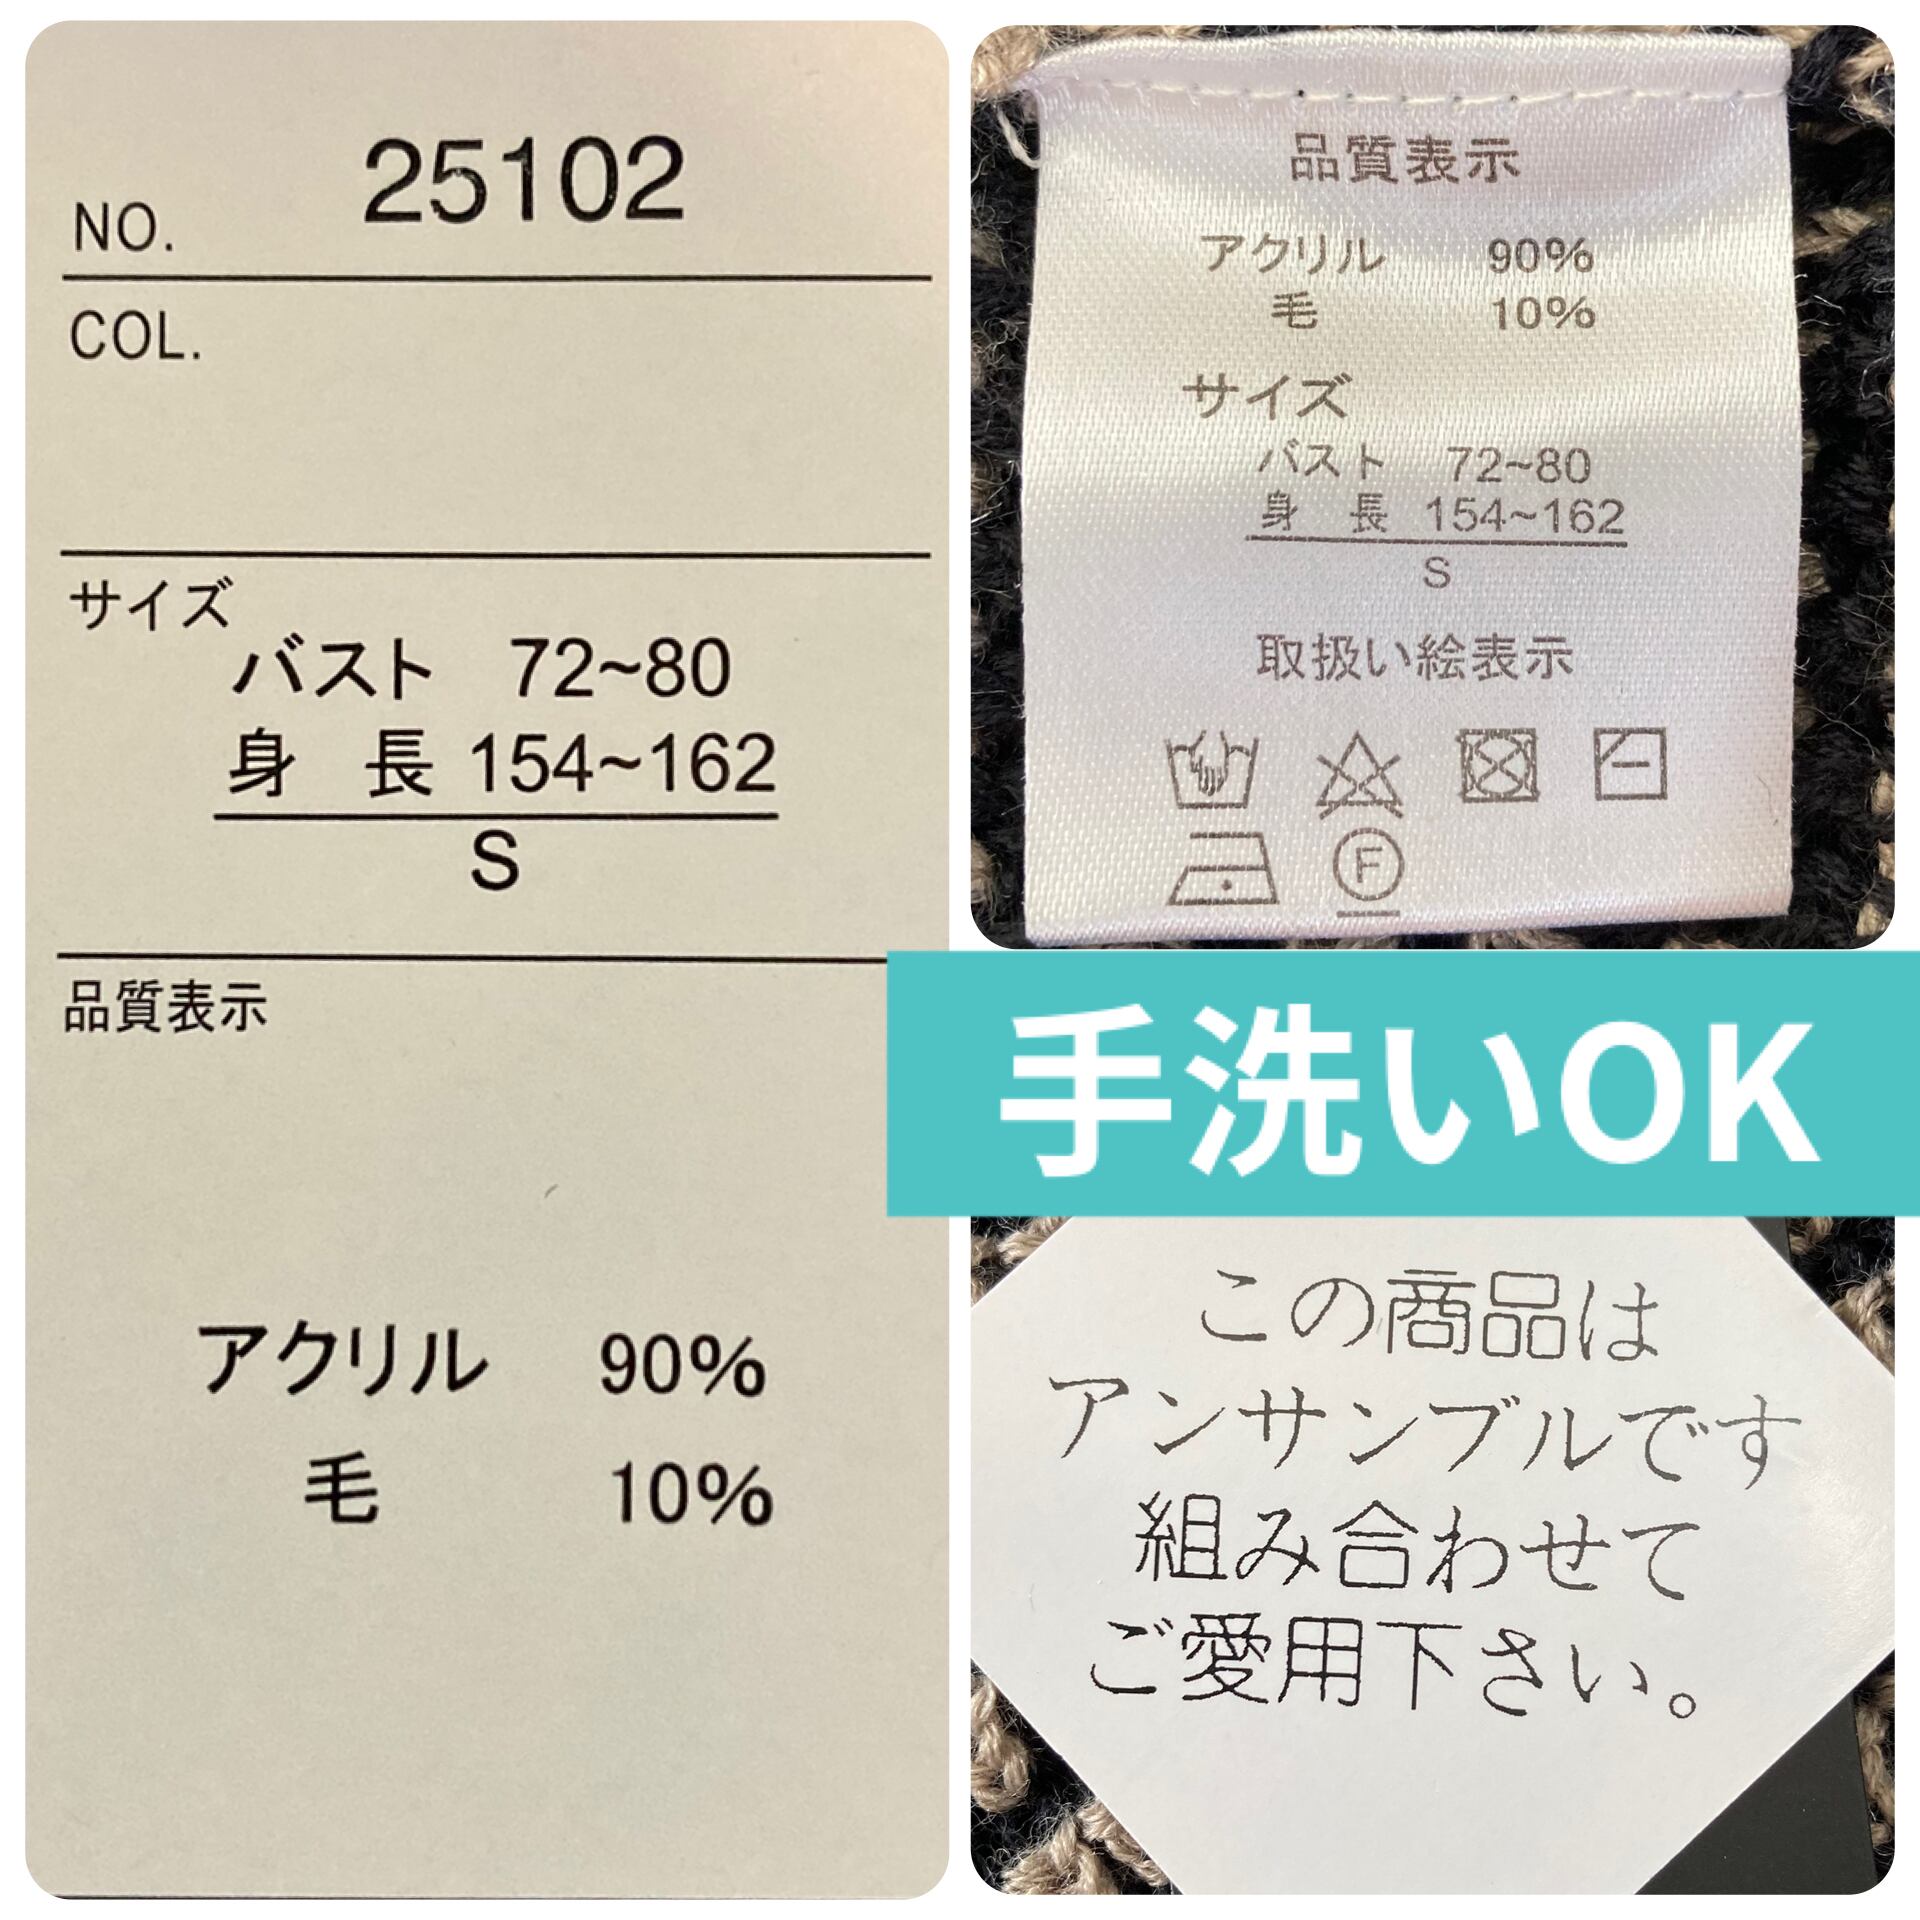 NO. 25102
COL.
サイズ
バスト 72~80
身 長 154~162
S
品質表示
アクリル 90%
毛 10%
品質表示
アクリル 90%
毛 10%
サイズ
バスト 72~80
身 長 154~162
S
取扱い絵表示
F
手洗いOK
この商品は
アンサンブルです
組み合わせて
ご愛用下さい。